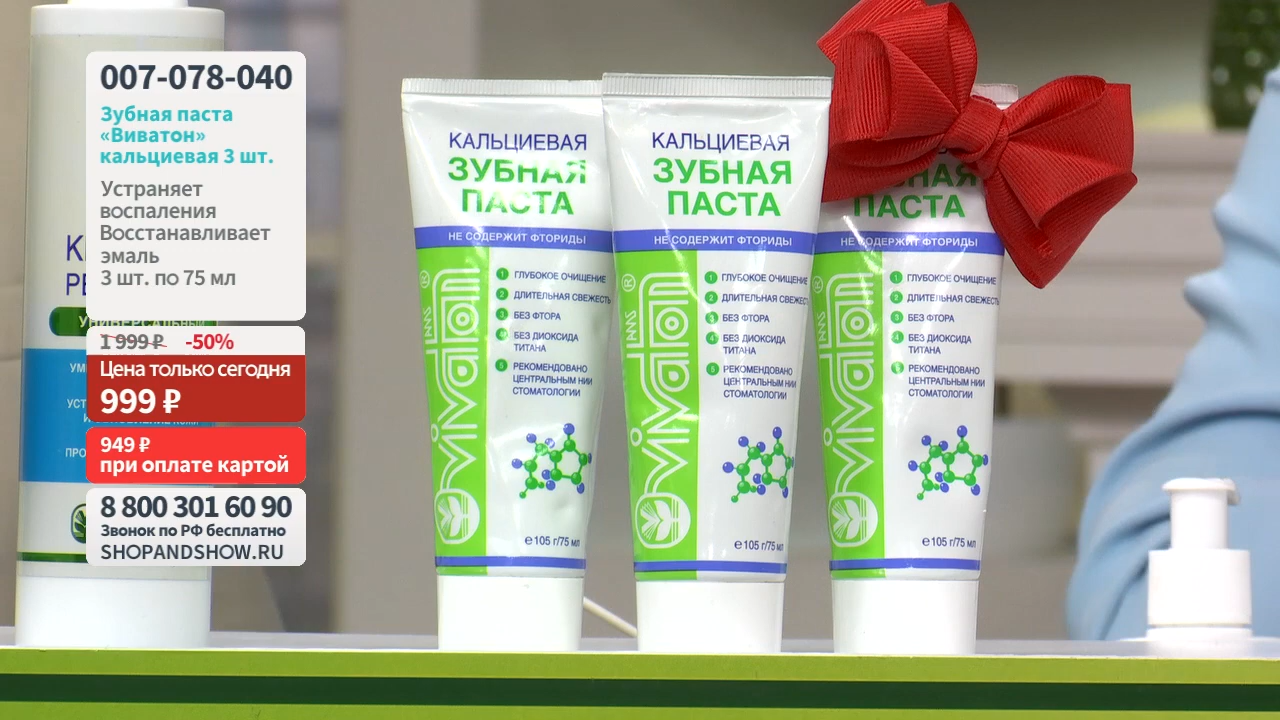 007-078-040
Зубная паста
«Виватон»
кальциевая 3 шт.
Устраняет
воспаления
Восстанавливает
эмаль
3 шт. по 75 мл
1 999 ₽ -50%
Цена только сегодня
999 ₽
949 ₽
при оплате картой
8 800 301 60 90
Звонок по РФ бесплатно
SHOPANDSHOW.RU
УНИВЕРСАЛЬНЫЙ
КАЛЬЦИЕВАЯ
ЗУБНАЯ
ПАСТА
НЕ СОДЕРЖИТ ФТОРИДЫ
vivaton
®
1 ГЛУБОКОЕ ОЧИЩЕНИЕ
2 ДЛИТЕЛЬНАЯ СВЕЖЕСТЬ
3 БЕЗ ФТОРА
4 БЕЗ ДИОКСИДА
ТИТАНА
5 РЕКОМЕНДОВАНО
ЦЕНТРАЛЬНЫМ НИИ
СТОМАТОЛОГИИ
℮ 105 г/75 мл
КАЛЬЦИЕВАЯ
ЗУБНАЯ
ПАСТА
НЕ СОДЕРЖИТ ФТОРИДЫ
vivaton
®
1 ГЛУБОКОЕ ОЧИЩЕНИЕ
2 ДЛИТЕЛЬНАЯ СВЕЖЕСТЬ
3 БЕЗ ФТОРА
4 БЕЗ ДИОКСИДА
ТИТАНА
5 РЕКОМЕНДОВАНО
ЦЕНТРАЛЬНЫМ НИИ
СТОМАТОЛОГИИ
℮ 105 г/75 мл
ПАСТА
НЕ СОДЕРЖИТ ФТОРИДЫ
vivaton
®
ГЛУБОКОЕ ОЧИЩЕНИЕ
ДЛИТЕЛЬНАЯ СВЕЖЕСТЬ
БЕЗ ФТОРА
БЕЗ ДИОКСИДА
ТИТАНА
РЕКОМЕНДОВАНО
ЦЕНТРАЛЬНЫМ НИИ
СТОМАТОЛОГИИ
℮ 105 г/75 мл